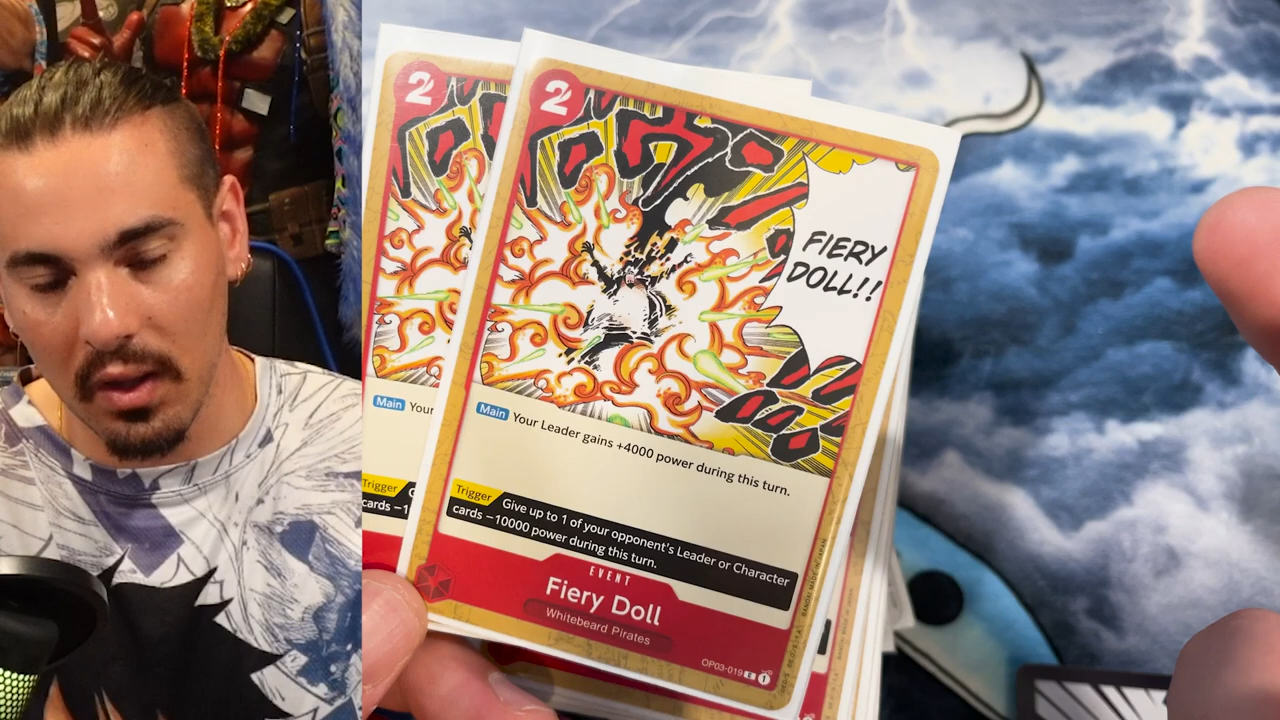 2
2
FIERY
DOLL!!
Main Your
Main Your Leader gains +4000 power during this turn.
Trigger
cards −1
Trigger Give up to 1 of your opponent's Leader or Character
cards −10000 power during this turn.
EVENT
Fiery Doll
Whitebeard Pirates
OP03-019 C